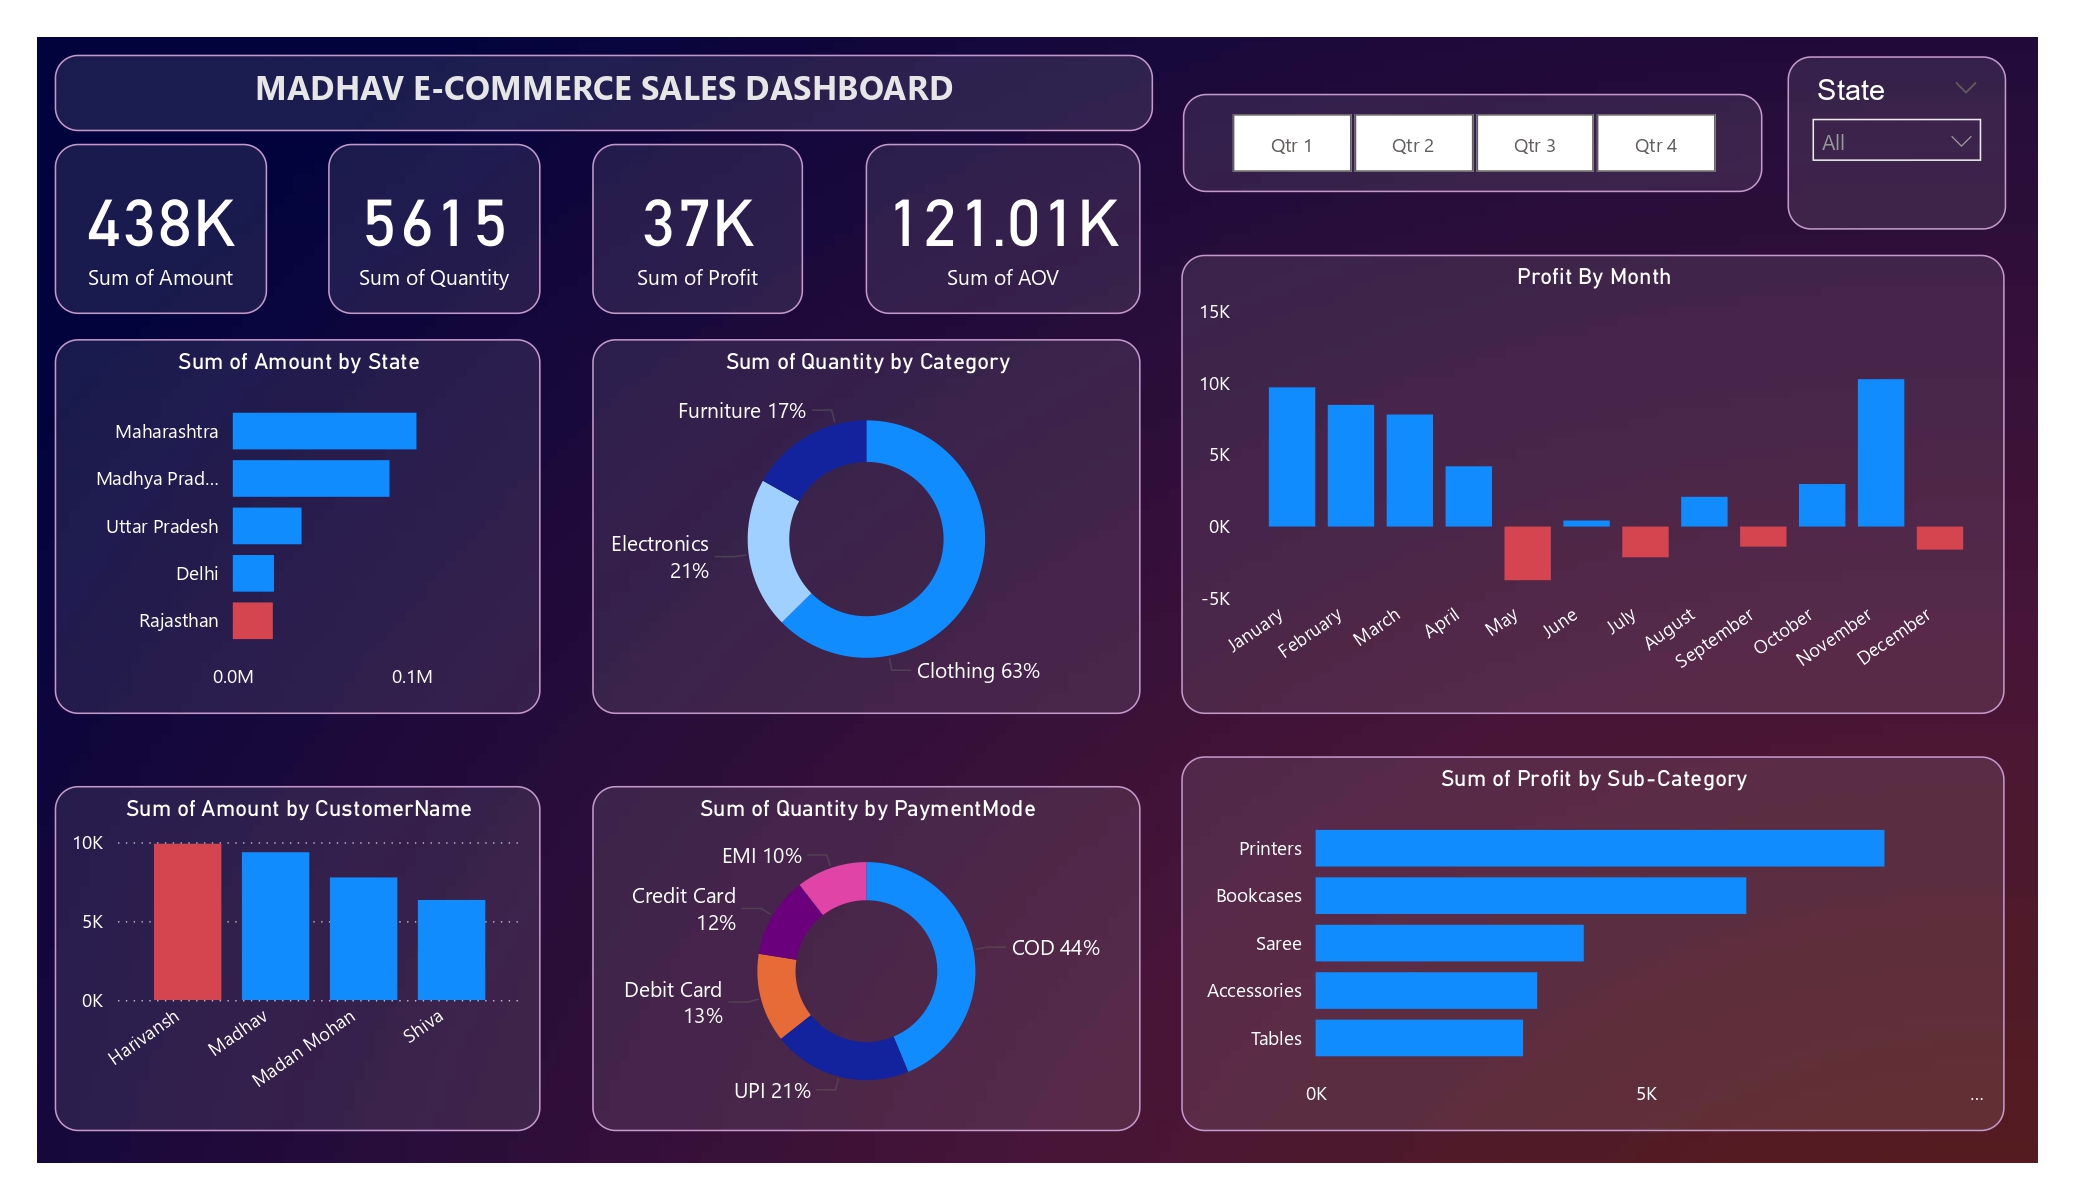 MADHAV E-COMMERCE SALES DASHBOARD
Qtr 1
Qtr 2
Qtr 3
Qtr 4
State
All
438K
Sum of Amount
5615
Sum of Quantity
37K
Sum of Profit
121.01K
Sum of AOV
Sum of Amount by State
Maharashtra
Madhya Prad...
Uttar Pradesh
Delhi
Rajasthan
0.0M
0.1M
Sum of Quantity by Category
Furniture 17%
Electronics
21%
Clothing 63%
Profit By Month
15K
10K
5K
0K
-5K
January
February
March
April
May
June
July
August
September
October
November
December
Sum of Amount by CustomerName
10K
5K
0K
Harivansh
Madhav
Madan Mohan
Shiva
Sum of Quantity by PaymentMode
EMI 10%
Credit Card
12%
Debit Card
13%
UPI 21%
COD 44%
Sum of Profit by Sub-Category
Printers
Bookcases
Saree
Accessories
Tables
0K
5K
...